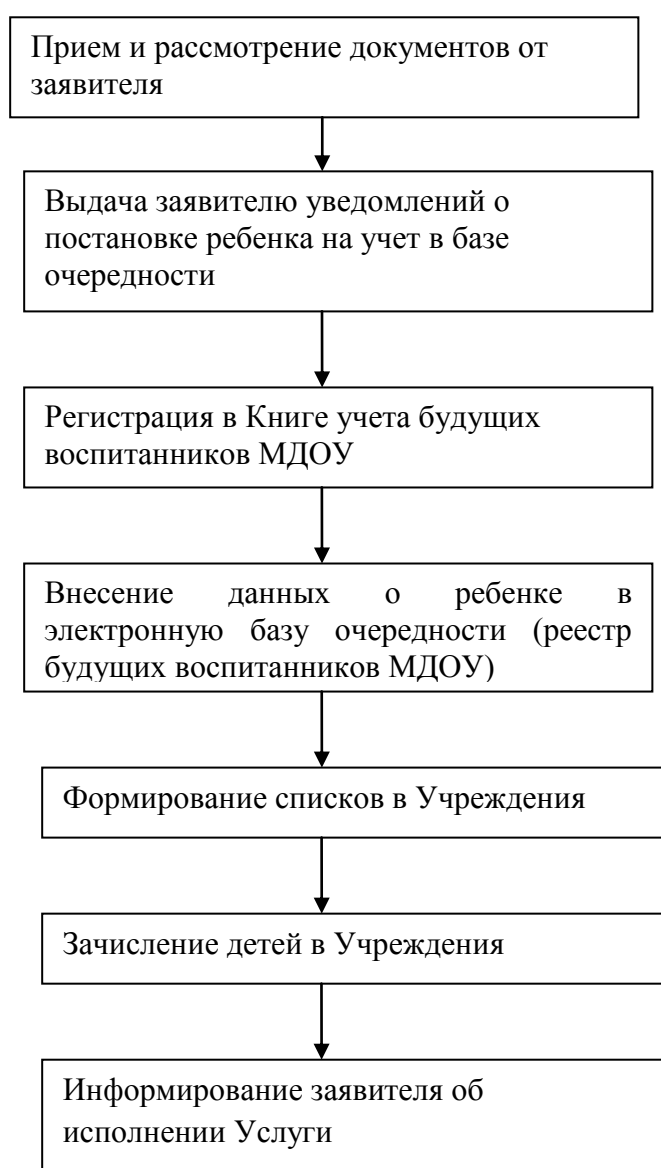 Прием и рассмотрение документов от
заявителя
Выдача заявителю уведомлений о
постановке ребенка на учет в базе
очередности
Регистрация в Книге учета будущих
воспитанников МДОУ
Внесение данных о ребенке в
электронную базу очередности (реестр
будущих воспитанников МДОУ)
Формирование списков в Учреждения
Зачисление детей в Учреждения
Информирование заявителя об
исполнении Услуги